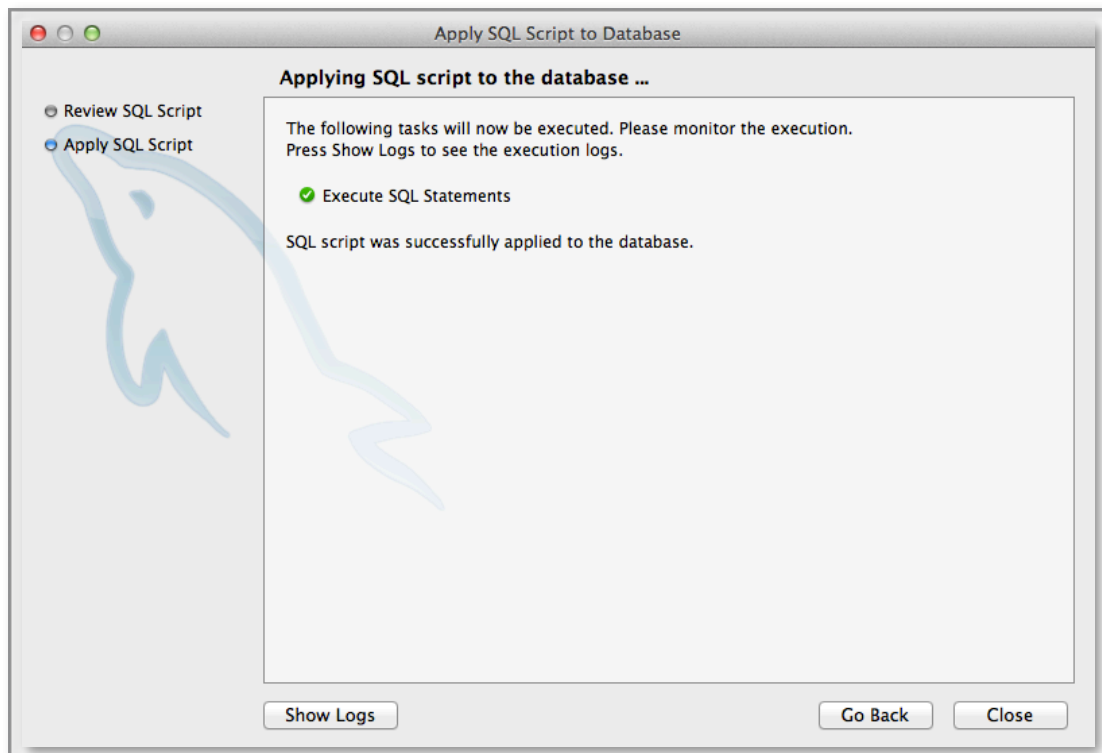 Apply SQL Script to Database
Applying SQL script to the database ...
Review SQL Script
Apply SQL Script
The following tasks will now be executed. Please monitor the execution.
Press Show Logs to see the execution logs.
Execute SQL Statements
SQL script was successfully applied to the database.
Show Logs
Go Back
Close